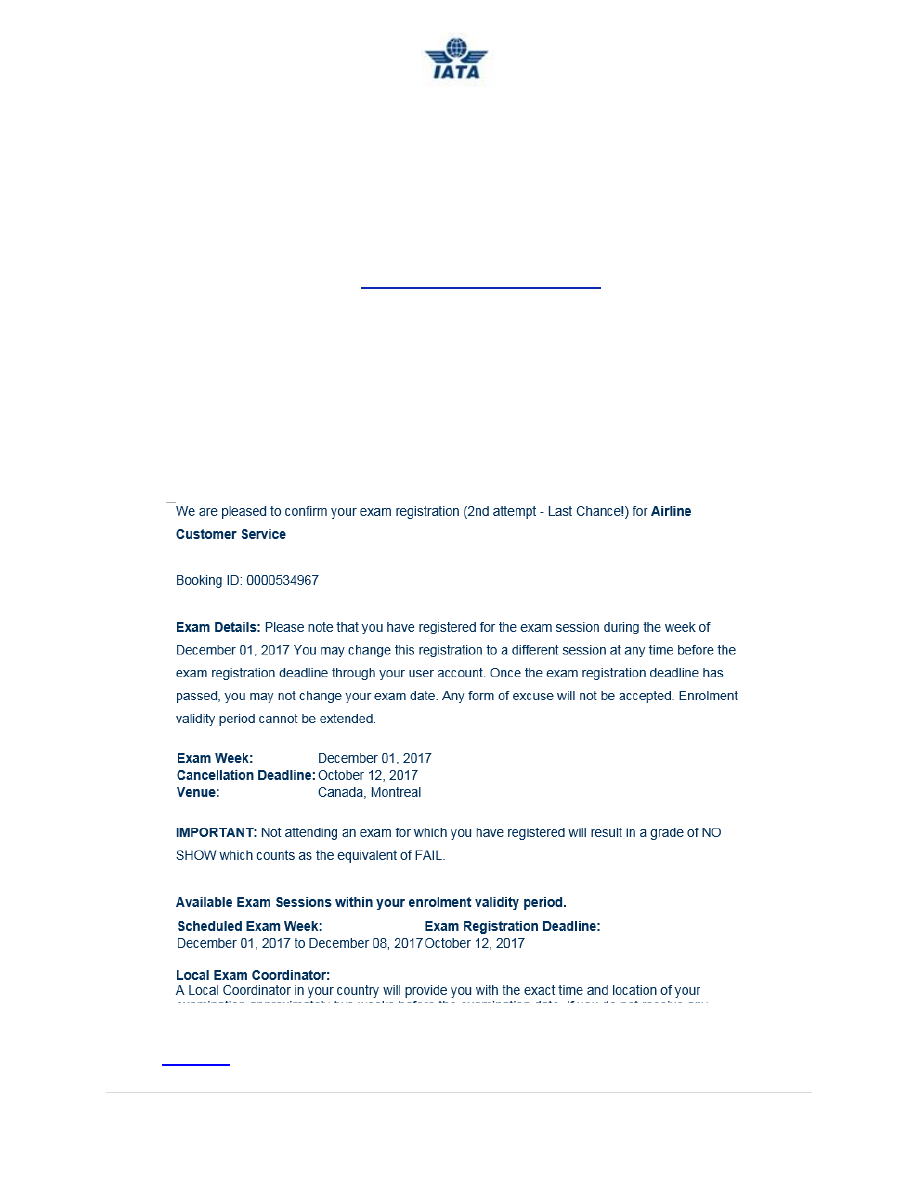 IATA
We are pleased to confirm your exam registration (2nd attempt - Last Chance!) for Airline
Customer Service
Booking ID: 0000534967
Exam Details: Please note that you have registered for the exam session during the week of
December 01, 2017 You may change this registration to a different session at any time before the
exam registration deadline through your user account. Once the exam registration deadline has
passed, you may not change your exam date. Any form of excuse will not be accepted. Enrolment
validity period cannot be extended.
Exam Week: December 01, 2017
Cancellation Deadline: October 12, 2017
Venue: Canada, Montreal
IMPORTANT: Not attending an exam for which you have registered will result in a grade of NO
SHOW which counts as the equivalent of FAIL.
Available Exam Sessions within your enrolment validity period.
Scheduled Exam Week: Exam Registration Deadline:
December 01, 2017 to December 08, 2017 October 12, 2017
Local Exam Coordinator:
A Local Coordinator in your country will provide you with the exact time and location of your